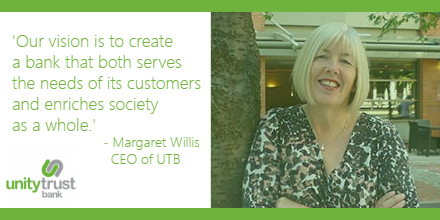 'Our vision is to create
a bank that both serves
the needs of its customers
and enriches society
as a whole.'
- Margaret Willis
CEO of UTB
unitytrust
bank